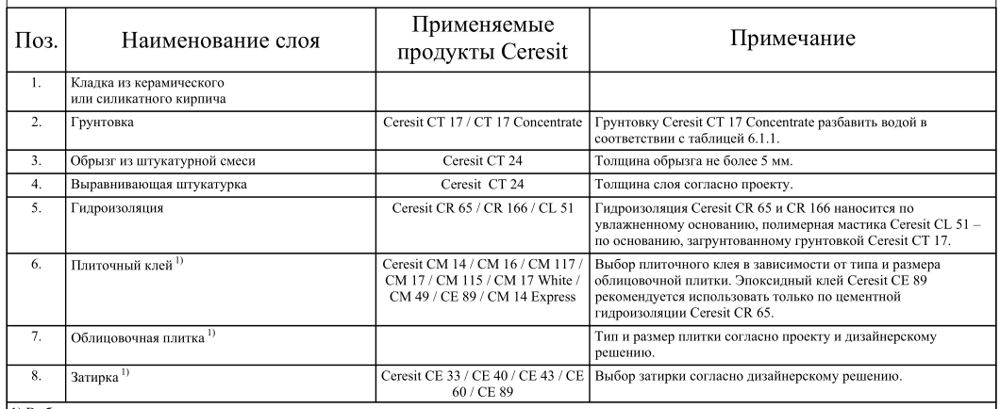 Поз.
Наименование слоя
Применяемые
продукты Ceresit
Примечание
1.
Кладка из керамического
или силикатного кирпича
2.
Грунтовка
Ceresit CT 17 / CT 17 Concentrate
Грунтовку Ceresit CT 17 Concentrate разбавить водой в
соответствии с таблицей 6.1.1.
3.
Обрызг из штукатурной смеси
Ceresit CT 24
Толщина обрызга не более 5 мм.
4.
Выравнивающая штукатурка
Ceresit CT 24
Толщина слоя согласно проекту.
5.
Гидроизоляция
Ceresit CR 65 / CR 166 / CL 51
Гидроизоляция Ceresit CR 65 и CR 166 наносится по
увлажненному основанию, полимерная мастика Ceresit CL 51 –
по основанию, загрунтованному грунтовкой Ceresit CT 17.
6.
Плиточный клей 1)
Ceresit CM 14 / CM 16 / CM 117 /
CM 17 / CM 115 / CM 17 White /
CM 49 / CE 89 / CM 14 Express
Выбор плиточного клея в зависимости от типа и размера
облицовочной плитки. Эпоксидный клей Ceresit CE 89
рекомендуется использовать только по цементной
гидроизоляции Ceresit CR 65.
7.
Облицовочная плитка 1)
Тип и размер плитки согласно проекту и дизайнерскому
решению.
8.
Затирка 1)
Ceresit CE 33 / CE 40 / CE 43 / CE
60 / CE 89
Выбор затирки согласно дизайнерскому решению.